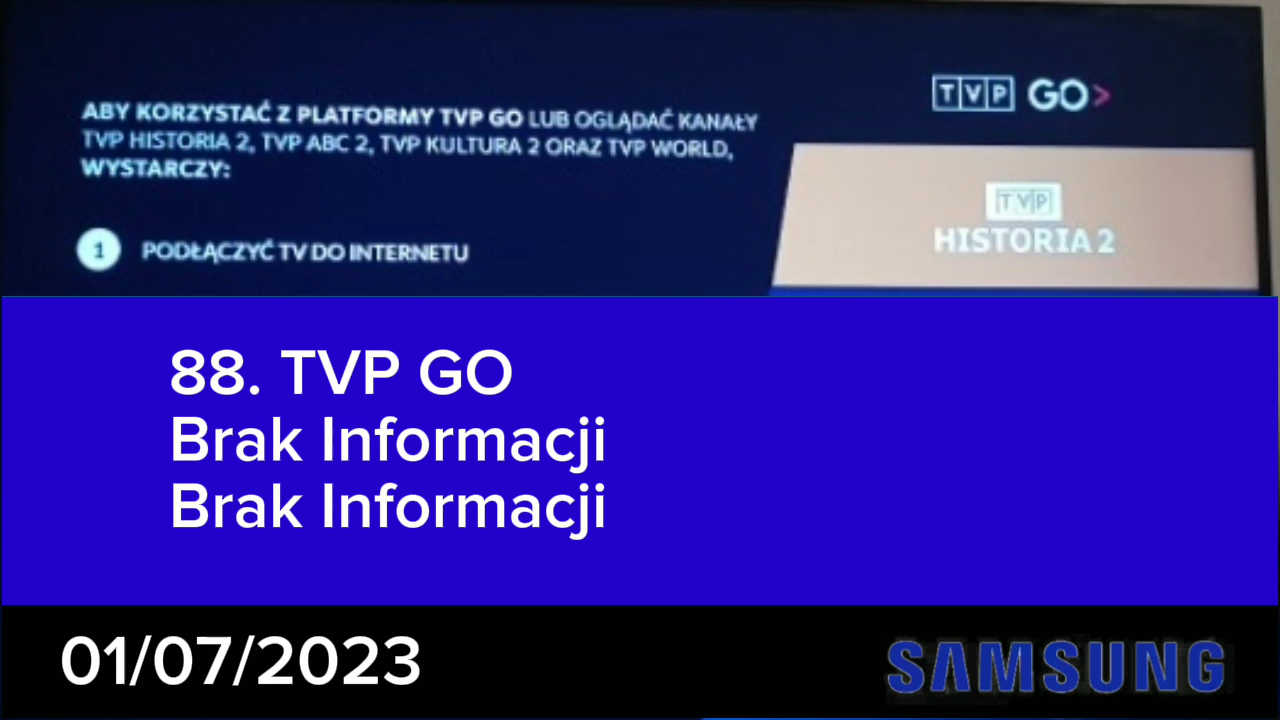 TVP GO>
ABY KORZYSTAĆ Z PLATFORMY TVP GO LUB OGLĄDAĆ KANAŁY
TVP HISTORIA 2, TVP ABC 2, TVP KULTURA 2 ORAZ TVP WORLD,
WYSTARCZY:
TVP
HISTORIA 2
1 PODŁĄCZYĆ TV DO INTERNETU
88. TVP GO
Brak Informacji
Brak Informacji
01/07/2023
SAMSUNG